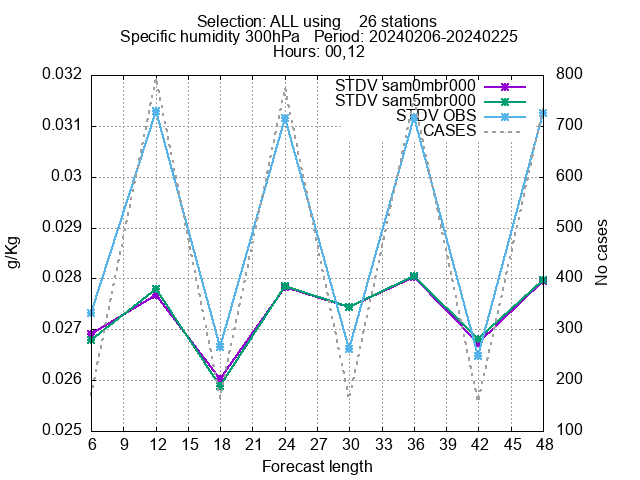 Selection: ALL using    26 stations
Specific humidity 300hPa   Period: 20240206-20240225
Hours: 00,12
STDV sam0mbr000
STDV sam5mbr000
STDV OBS
CASES
0.032
0.031
0.03
0.029
0.028
0.027
0.026
0.025
g/Kg
800
700
600
500
400
300
200
100
No cases
6 9 12 15 18 21 24 27 30 33 36 39 42 45 48
Forecast length